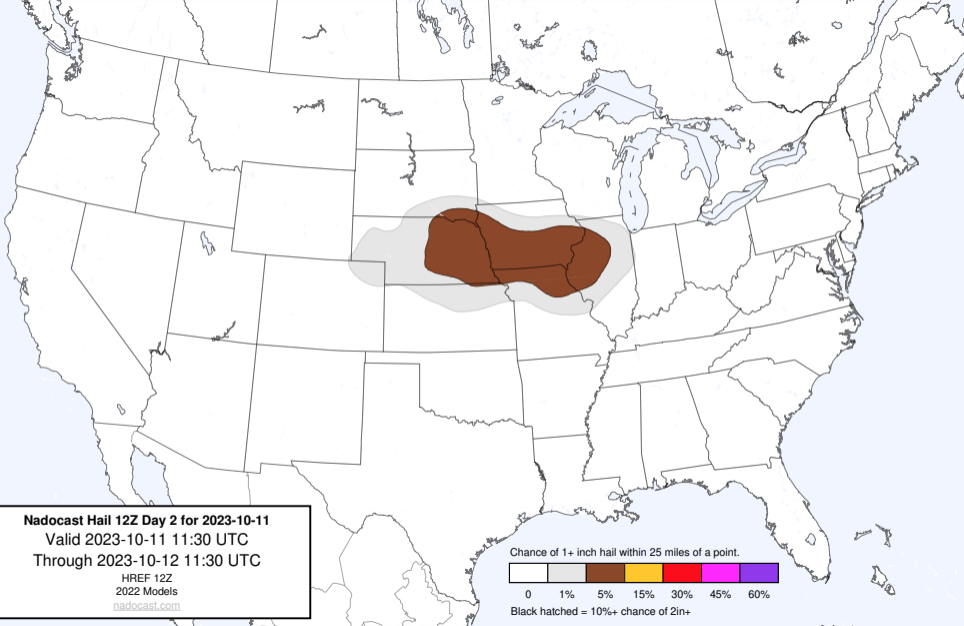 Nadocast Hail 12Z Day 2 for 2023-10-11
Valid 2023-10-11 11:30 UTC
Through 2023-10-12 11:30 UTC
HREF 12Z
2022 Models
nadocast.com
Chance of 1+ inch hail within 25 miles of a point.
0 1% 5% 15% 30% 45% 60%
Black hatched = 10%+ chance of 2in+